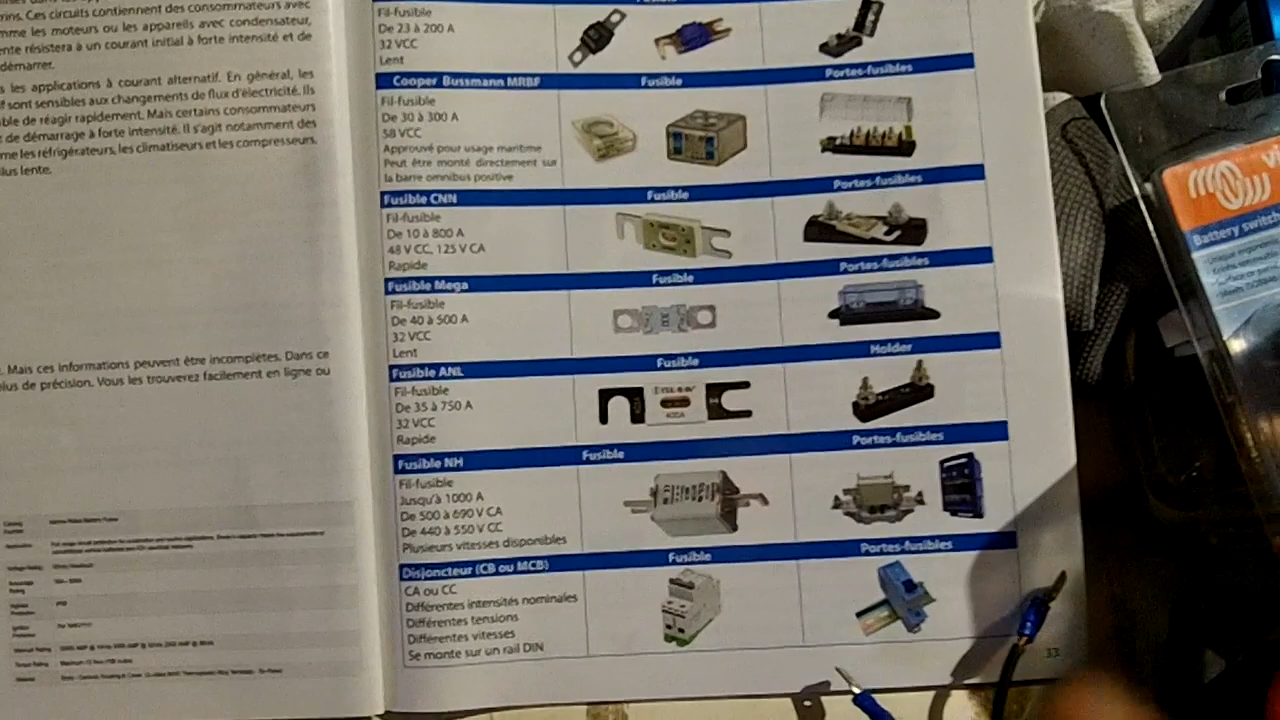 rins. Ces circuits contiennent des consommateurs avec
mme les moteurs ou les appareils avec condensateur,
ente résistera à un courant initial à forte intensité et de
démarrer.
s les applications à courant alternatif. En général, les
f sont sensibles aux changements de flux d'électricité. Ils
ble de réagir rapidement. Mais certains consommateurs
t de démarrage à forte intensité. Il s'agit notamment des
me les réfrigérateurs, les climatiseurs et les compresseurs.
lus lente.
. Mais ces informations peuvent être incomplètes. Dans ce
plus de précision. Vous les trouverez facilement en ligne ou
Fil-fusible
De 23 à 200 A
32 VCC
Lent
Cooper Bussmann MRBF Fusible Portes-fusibles
Fil-fusible
De 30 à 300 A
58 VCC
Approuvé pour usage maritime
Peut être monté directement sur
la barre omnibus positive
Fusible CNN Fusible Portes-fusibles
Fil-fusible
De 10 à 800 A
48 V CC, 125 V CA
Rapide
Fusible Mega Fusible Portes-fusibles
Fil-fusible
De 40 à 500 A
32 VCC
Lent
Fusible ANL Fusible Holder
Fil-fusible
De 35 à 750 A
32 VCC
Rapide
400A
Fusible NH Fusible Portes-fusibles
Fil-fusible
Jusqu'à 1000 A
De 500 à 690 V CA
De 440 à 550 V CC
Plusieurs vitesses disponibles
Disjoncteur (CB ou MCB) Fusible Portes-fusibles
CA ou CC
Différentes intensités nominales
Différentes tensions
Différentes vitesses
Se monte sur un rail DIN
33
vi
Battery switch